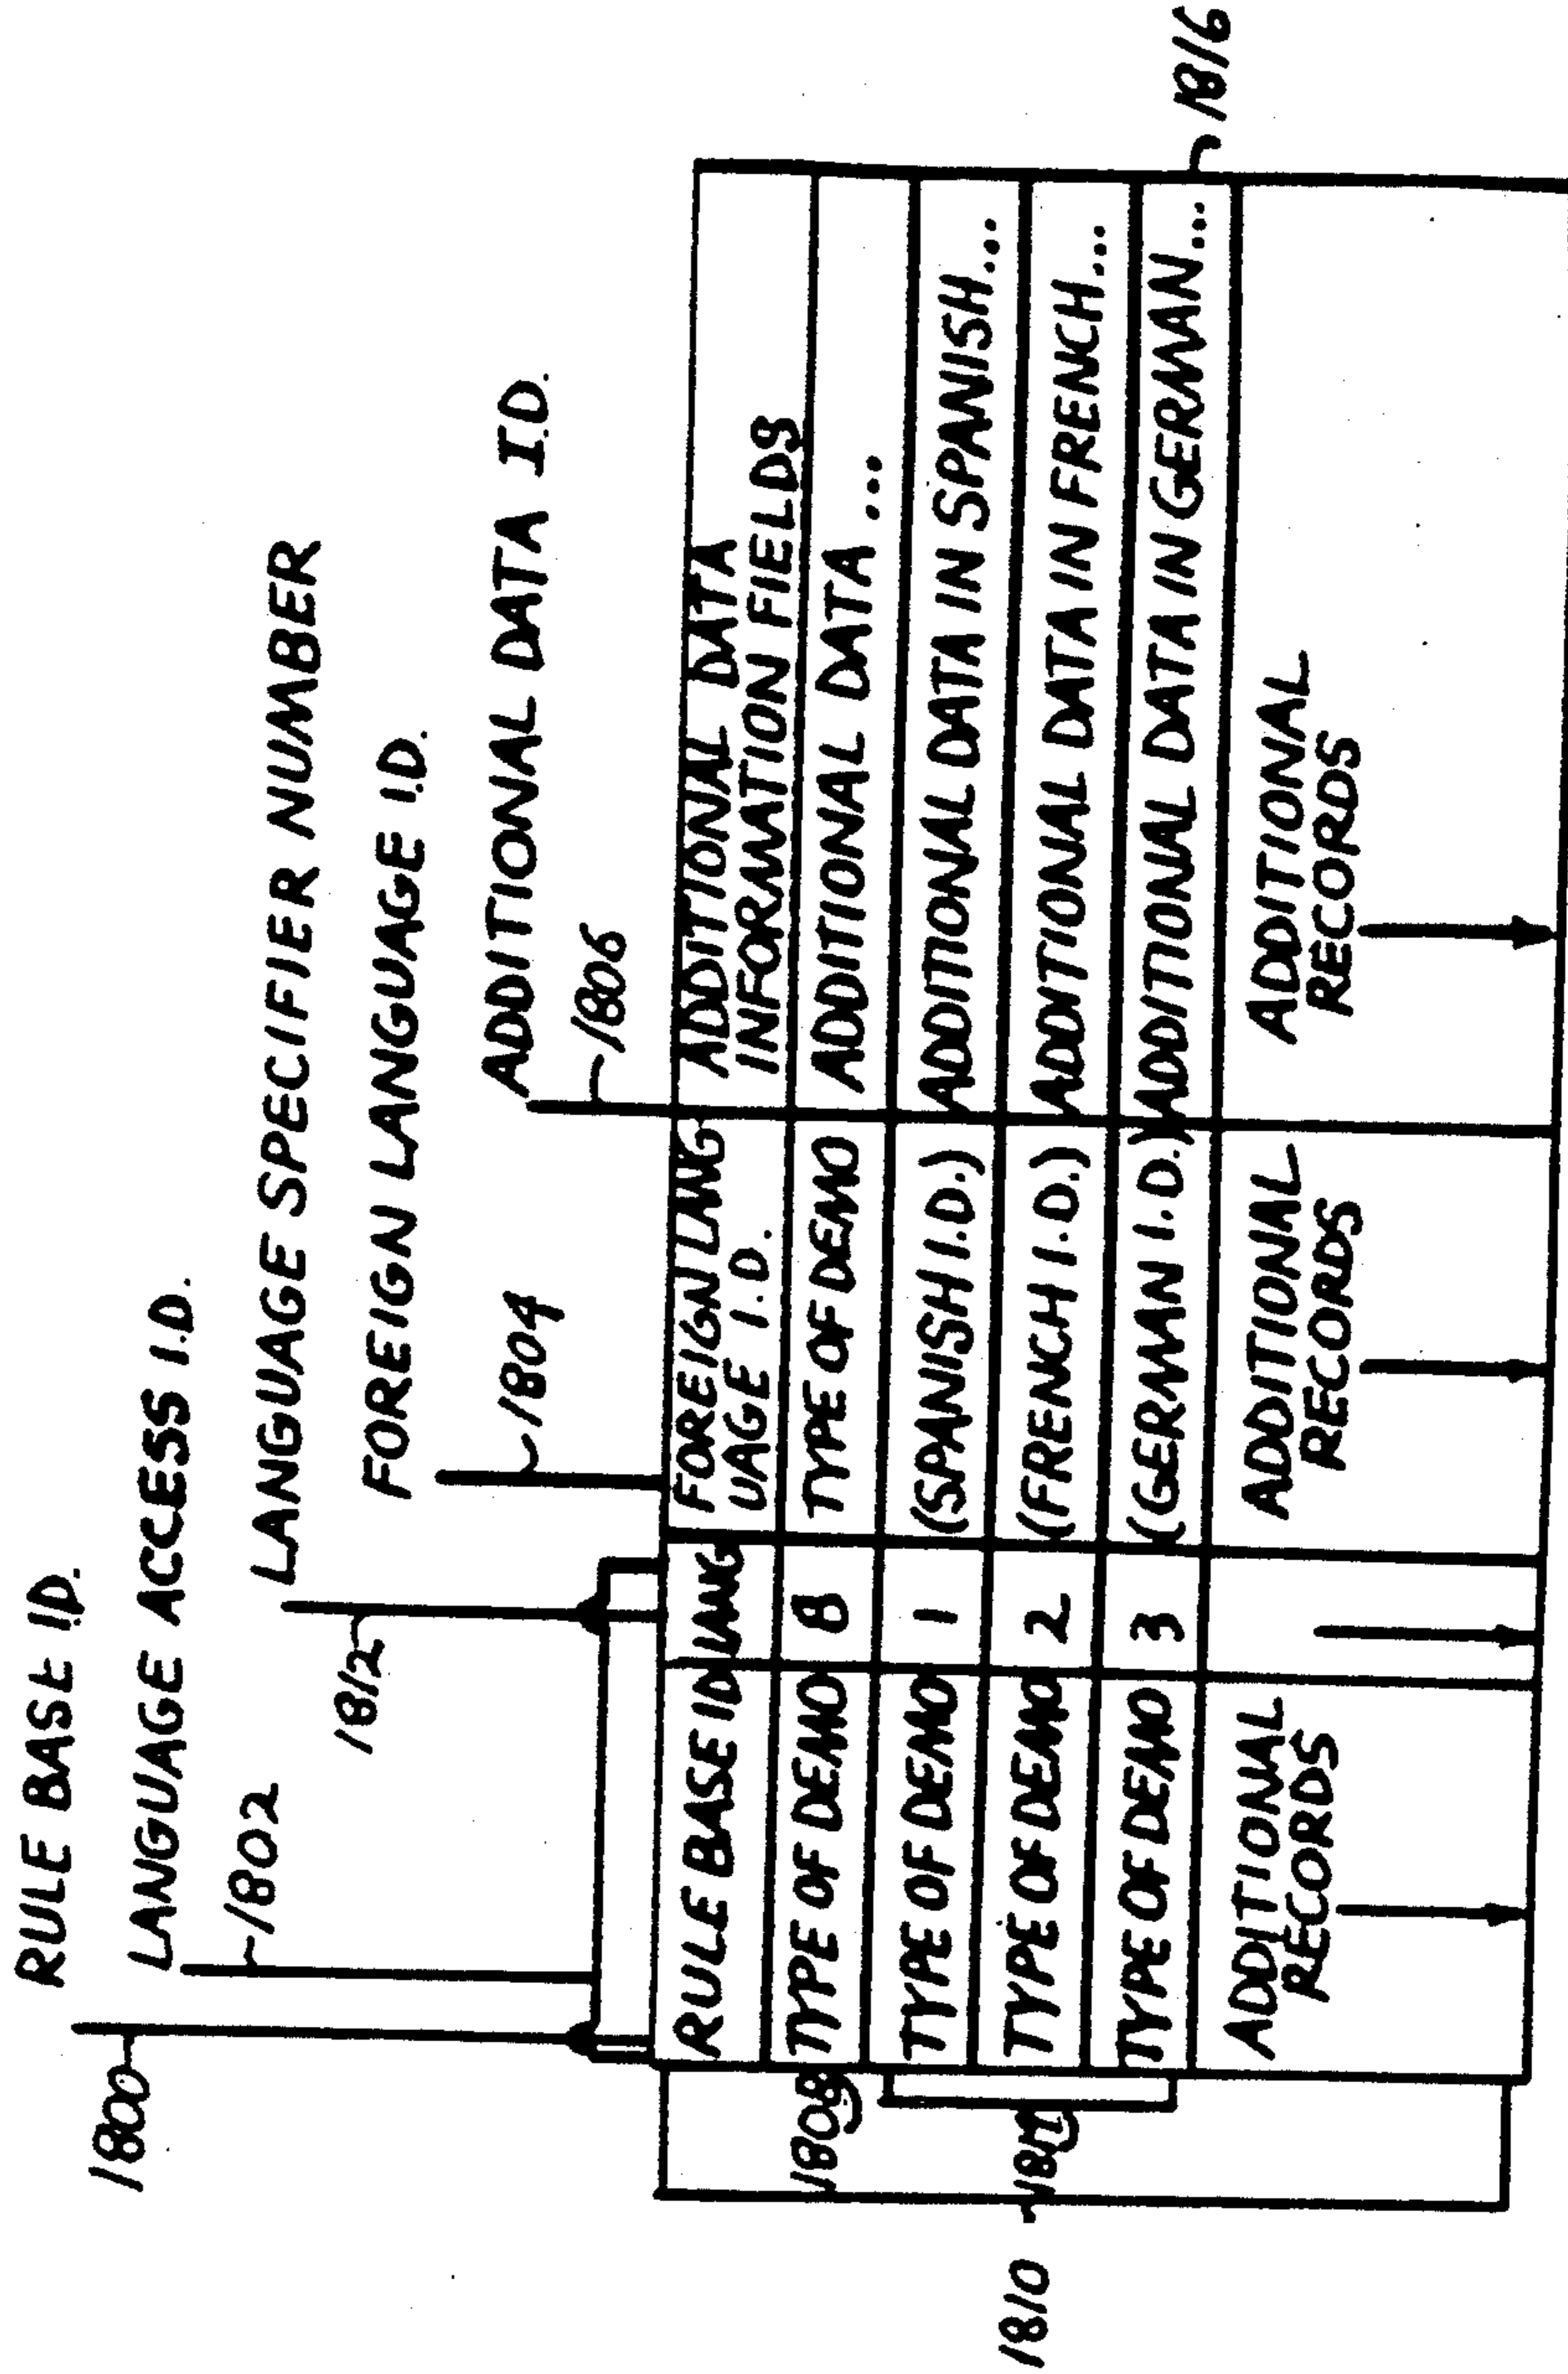 RULE BASE I.D.
1800
LANGUAGE ACCESS I.D.
1802
LANGUAGE SPECIFIER NUMBER
1812
FOREIGN LANGUAGE I.D.
1804
ADDITIONAL DATA I.D.
1806
RULE BASE ID LANG FOREIGN LANG ADDITIONAL DATA
UAGE I.D. INFORMATION FIELDS
1808 TYPE OF DEMO 8 TYPE OF DEMO ADDITIONAL DATA ...
TYPE OF DEMO 1 (SPANISH I.D.) ADDITIONAL DATA IN SPANISH...
1810 TYPE OF DEMO 2 (FRENCH I.D.) ADDITIONAL DATA IN FRENCH...
TYPE OF DEMO 3 (GERMAN I.D.) ADDITIONAL DATA IN GERMAN...
1816
ADDITIONAL ADDITIONAL ADDITIONAL
RECORDS RECORDS RECORDS